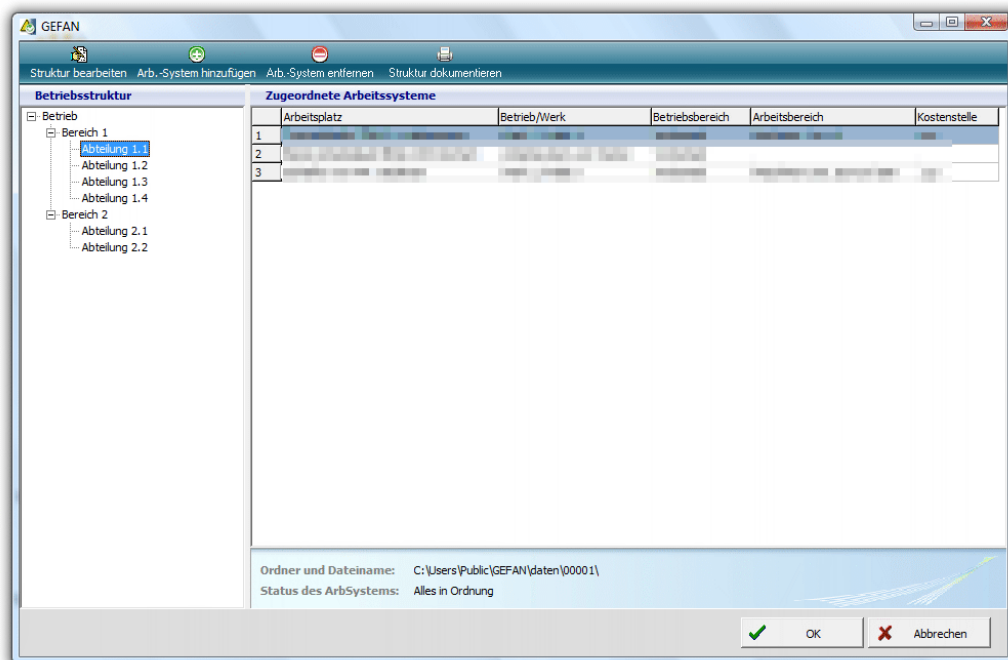 GEFAN
Struktur bearbeiten Arb.-System hinzufügen Arb.-System entfernen Struktur dokumentieren
Betriebsstruktur Zugeordnete Arbeitssysteme
Arbeitsplatz Betrieb/Werk Betriebsbereich Arbeitsbereich Kostenstelle
Betrieb
Bereich 1
1
Abteilung 1.1
2
Abteilung 1.2
3
Abteilung 1.3
Abteilung 1.4
Bereich 2
Abteilung 2.1
Abteilung 2.2
Ordner und Dateiname: C:\Users\Public\GEFAN\daten\00001\
Status des ArbSystems: Alles in Ordnung
OK Abbrechen